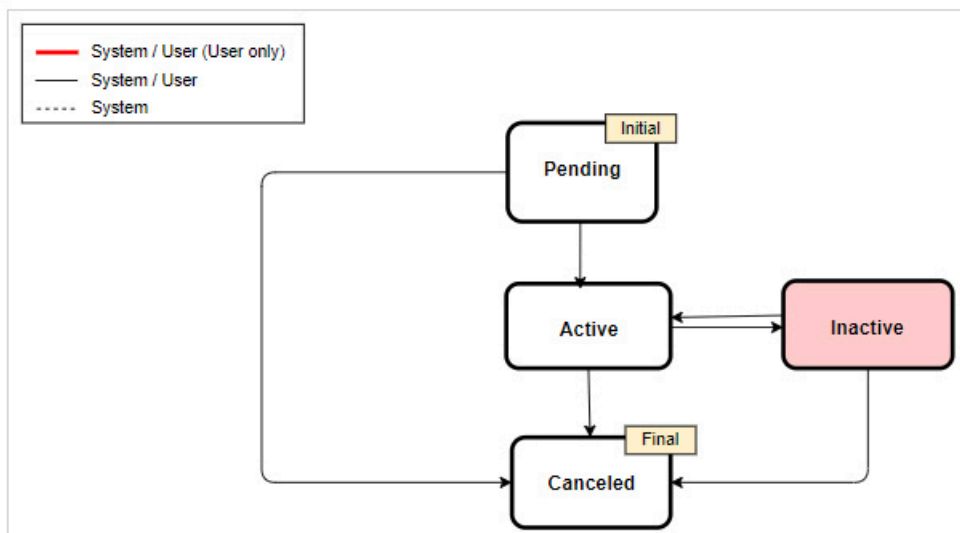 System / User (User only)
System / User
System
Initial
Pending
Active
Inactive
Final
Canceled